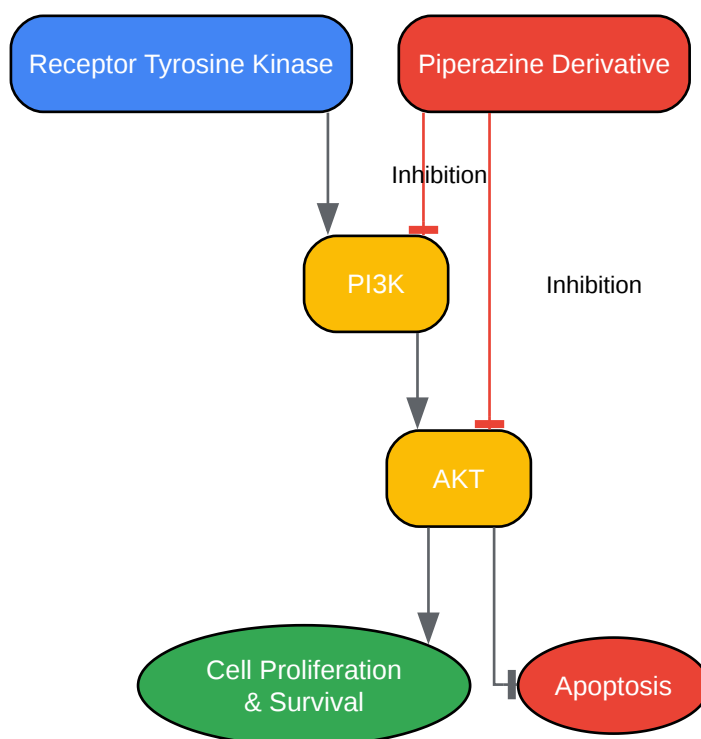 Receptor Tyrosine Kinase
Piperazine Derivative
Inhibition
PI3K
Inhibition
AKT
Cell Proliferation
& Survival
Apoptosis